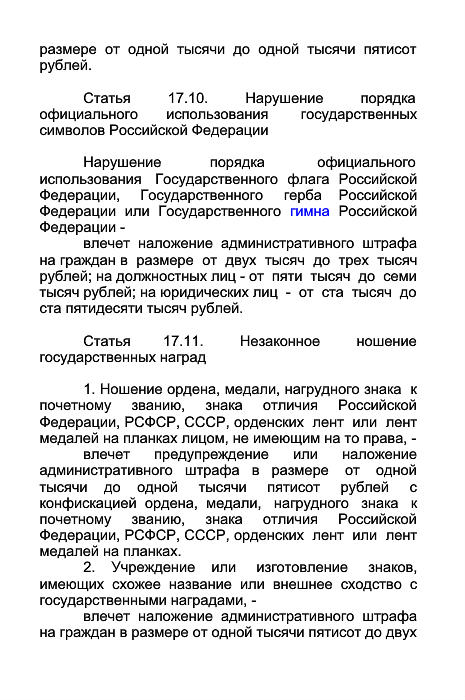 размере от одной тысячи до одной тысячи пятисот
рублей.
Статья 17.10. Нарушение порядка
официального использования государственных
символов Российской Федерации
Нарушение порядка официального
использования Государственного флага Российской
Федерации, Государственного герба Российской
Федерации или Государственного гимна Российской
Федерации -
влечет наложение административного штрафа
на граждан в размере от двух тысяч до трех тысяч
рублей; на должностных лиц - от пяти тысяч до семи
тысяч рублей; на юридических лиц - от ста тысяч до
ста пятидесяти тысяч рублей.
Статья 17.11. Незаконное ношение
государственных наград
1. Ношение ордена, медали, нагрудного знака к
почетному званию, знака отличия Российской
Федерации, РСФСР, СССР, орденских лент или лент
медалей на планках лицом, не имеющим на то права, -
влечет предупреждение или наложение
административного штрафа в размере от одной
тысячи до одной тысячи пятисот рублей с
конфискацией ордена, медали, нагрудного знака к
почетному званию, знака отличия Российской
Федерации, РСФСР, СССР, орденских лент или лент
медалей на планках.
2. Учреждение или изготовление знаков,
имеющих схожее название или внешнее сходство с
государственными наградами, -
влечет наложение административного штрафа
на граждан в размере от одной тысячи пятисот до двух